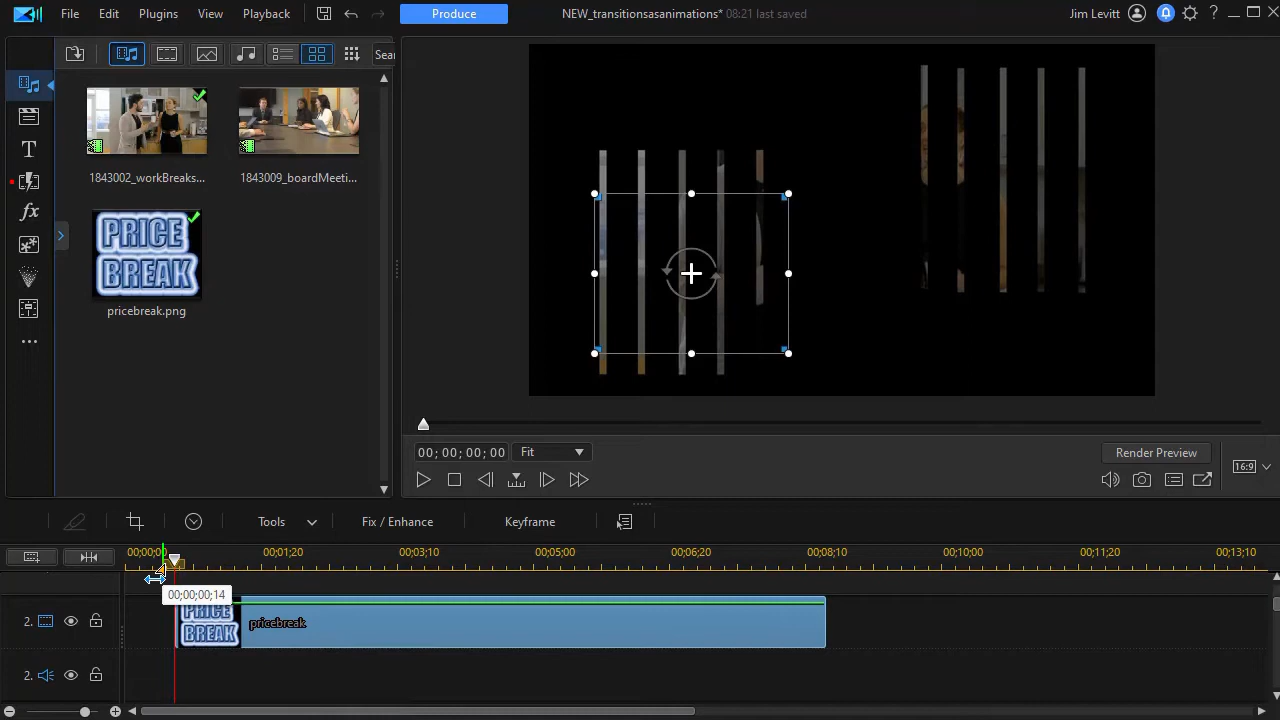 File Edit Plugins View Playback Produce NEW_transitionsasanimations* 08:21 last saved Jim Levitt ?
Sear
1843002_workBreaks... 1843009_boardMeeti...
PRICE
BREAK
pricebreak.png
00; 00; 00; 00 Fit Render Preview 16:9
Tools Fix / Enhance Keyframe
00;00;00 00;01;20 00;03;10 00;05;00 00;06;20 00;08;10 00;10;00 00;11;20 00;13;10
00;00;00;14
2. PRICE
BREAK pricebreak
2.